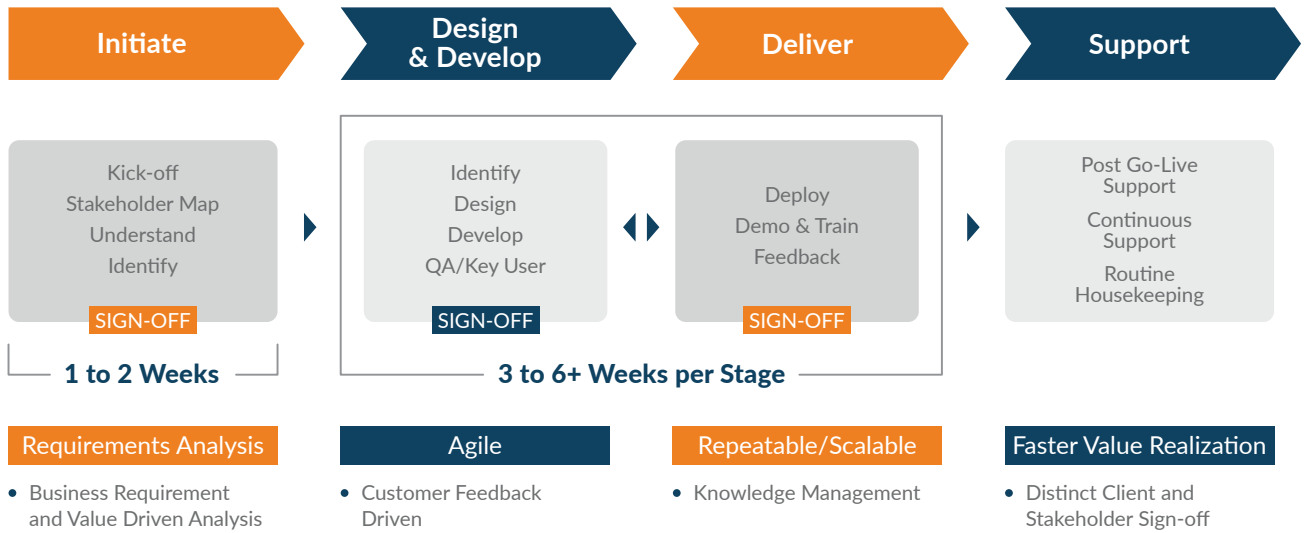 Initiate
Design
& Develop
Deliver
Support
Kick-off
Stakeholder Map
Understand
Identify
SIGN-OFF
Identify
Design
Develop
QA/Key User
SIGN-OFF
Deploy
Demo & Train
Feedback
SIGN-OFF
Post Go-Live
Support
Continuous
Support
Routine
Housekeeping
1 to 2 Weeks
3 to 6+ Weeks per Stage
Requirements Analysis
• Business Requirement
and Value Driven Analysis
Agile
• Customer Feedback
Driven
Repeatable/Scalable
• Knowledge Management
Faster Value Realization
• Distinct Client and
Stakeholder Sign-off